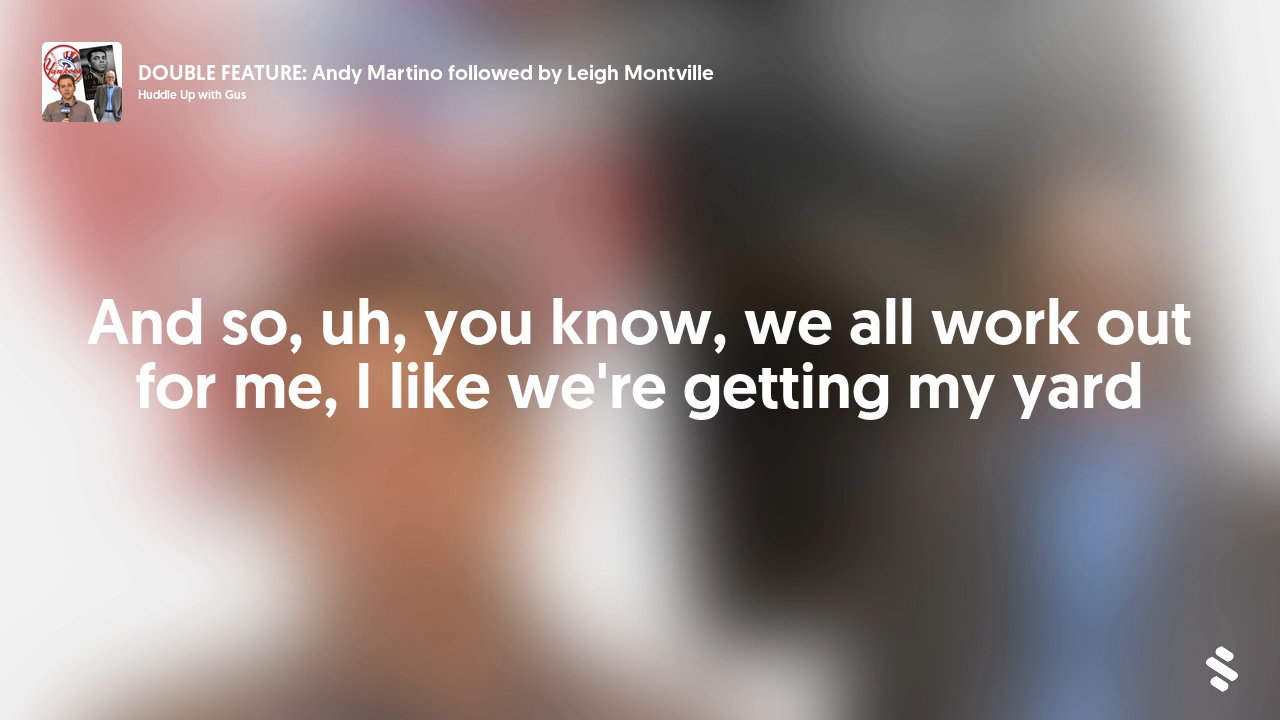 DOUBLE FEATURE: Andy Martino followed by Leigh Montville
Huddle Up with Gus
And so, uh, you know, we all work out
for me, I like we're getting my yard